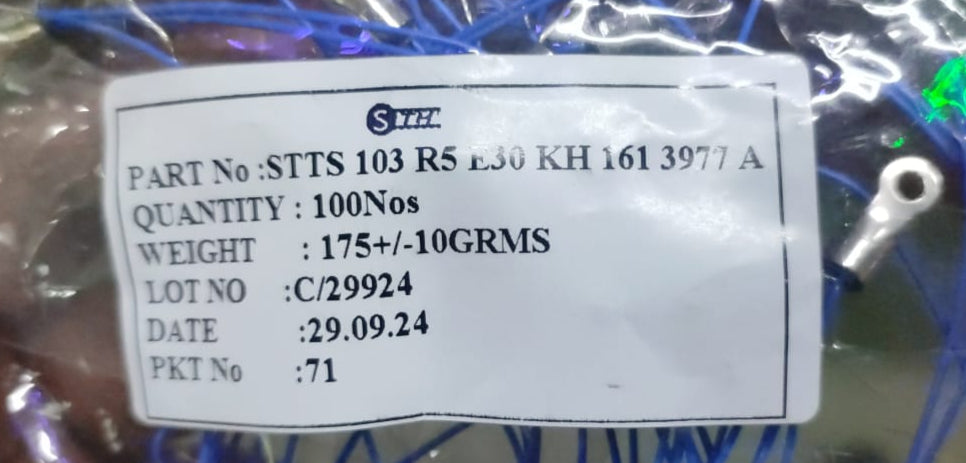 STTEC
PART No :STTS 103 R5 E30 KH 161 3977 A
QUANTITY : 100Nos
WEIGHT : 175+/-10GRMS
LOT NO :C/29924
DATE :29.09.24
PKT No :71